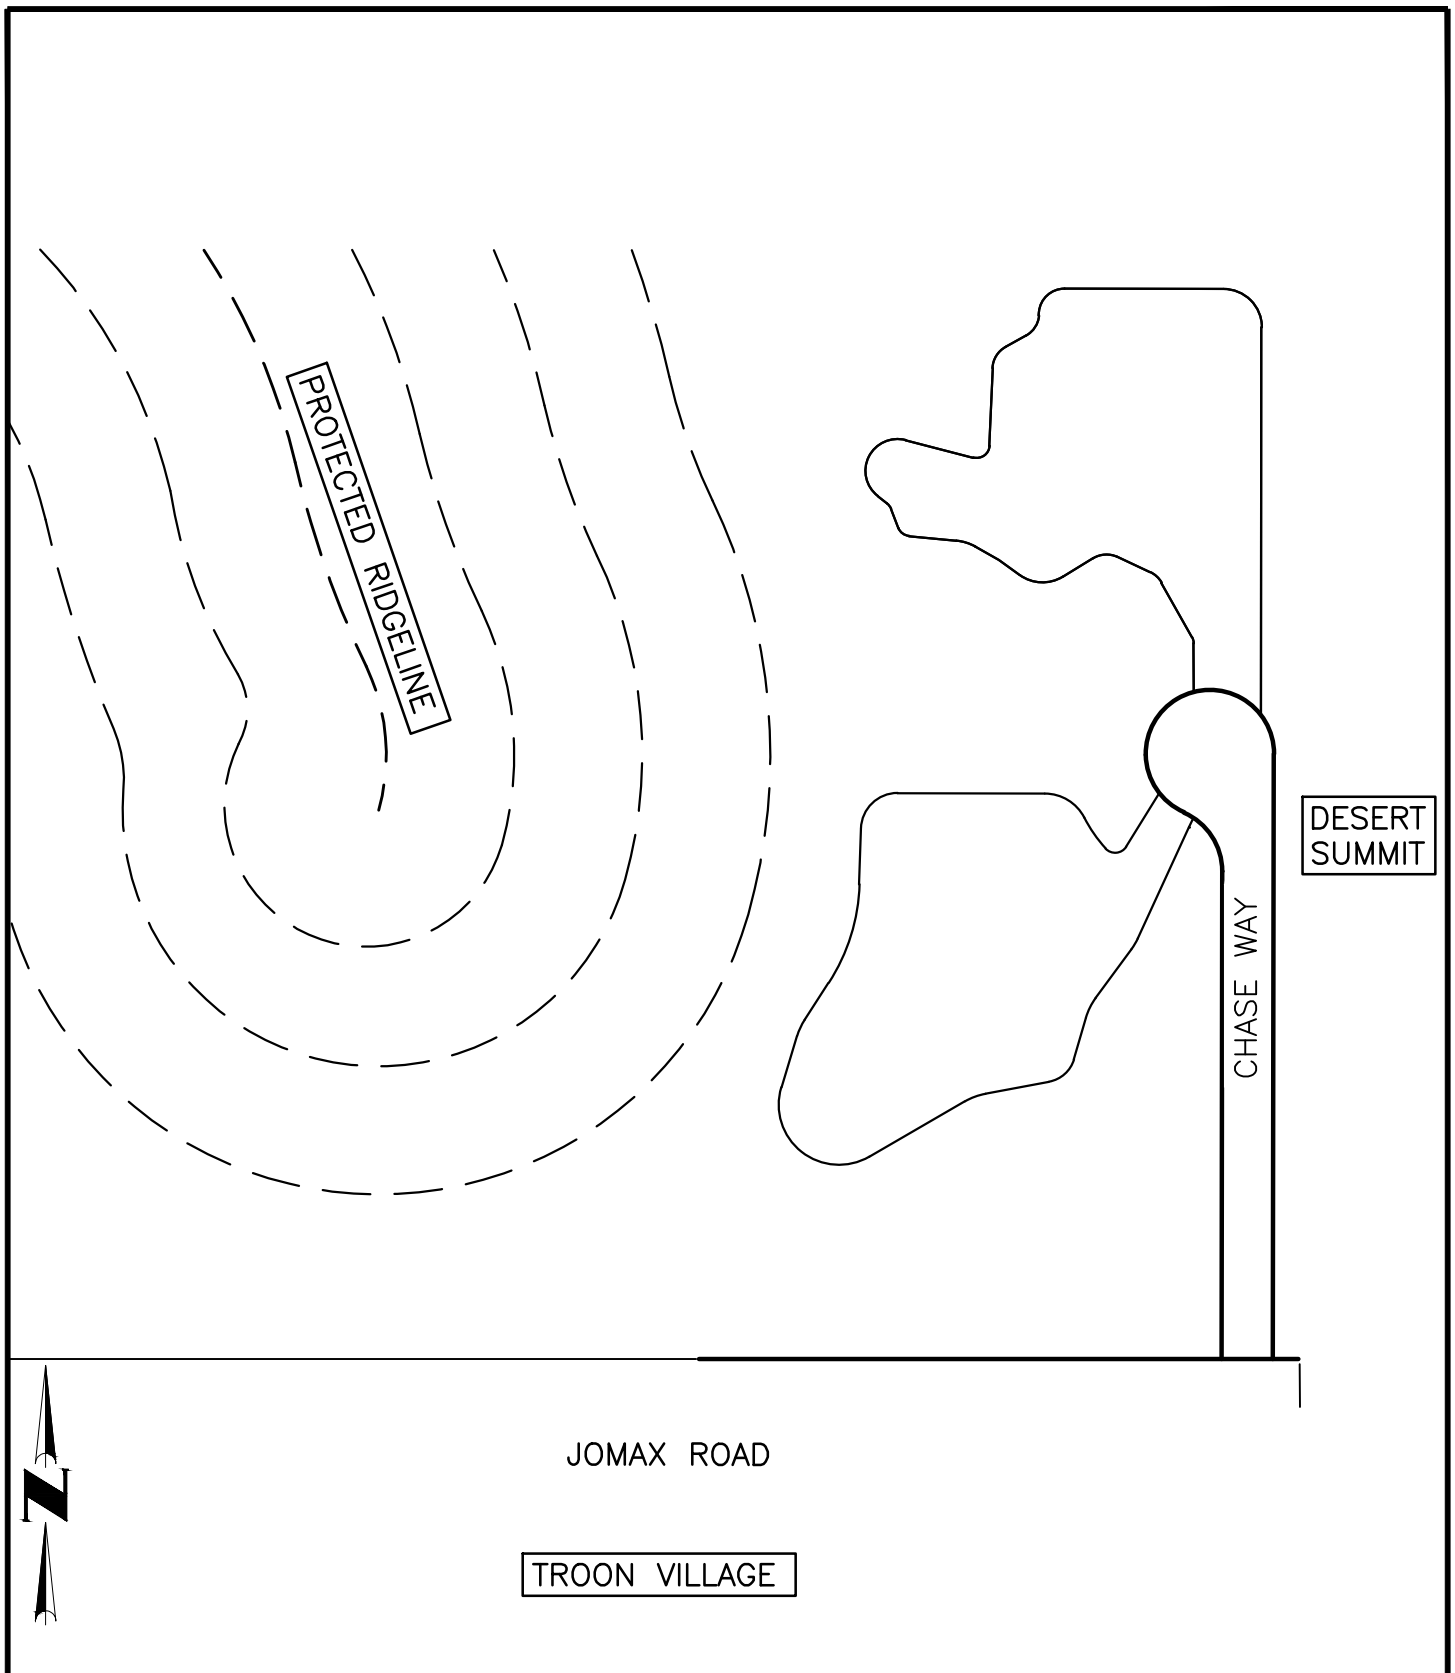 PROTECTED RIDGELINE
DESERT
SUMMIT
CHASE WAY
JOMAX ROAD
N
TROON VILLAGE